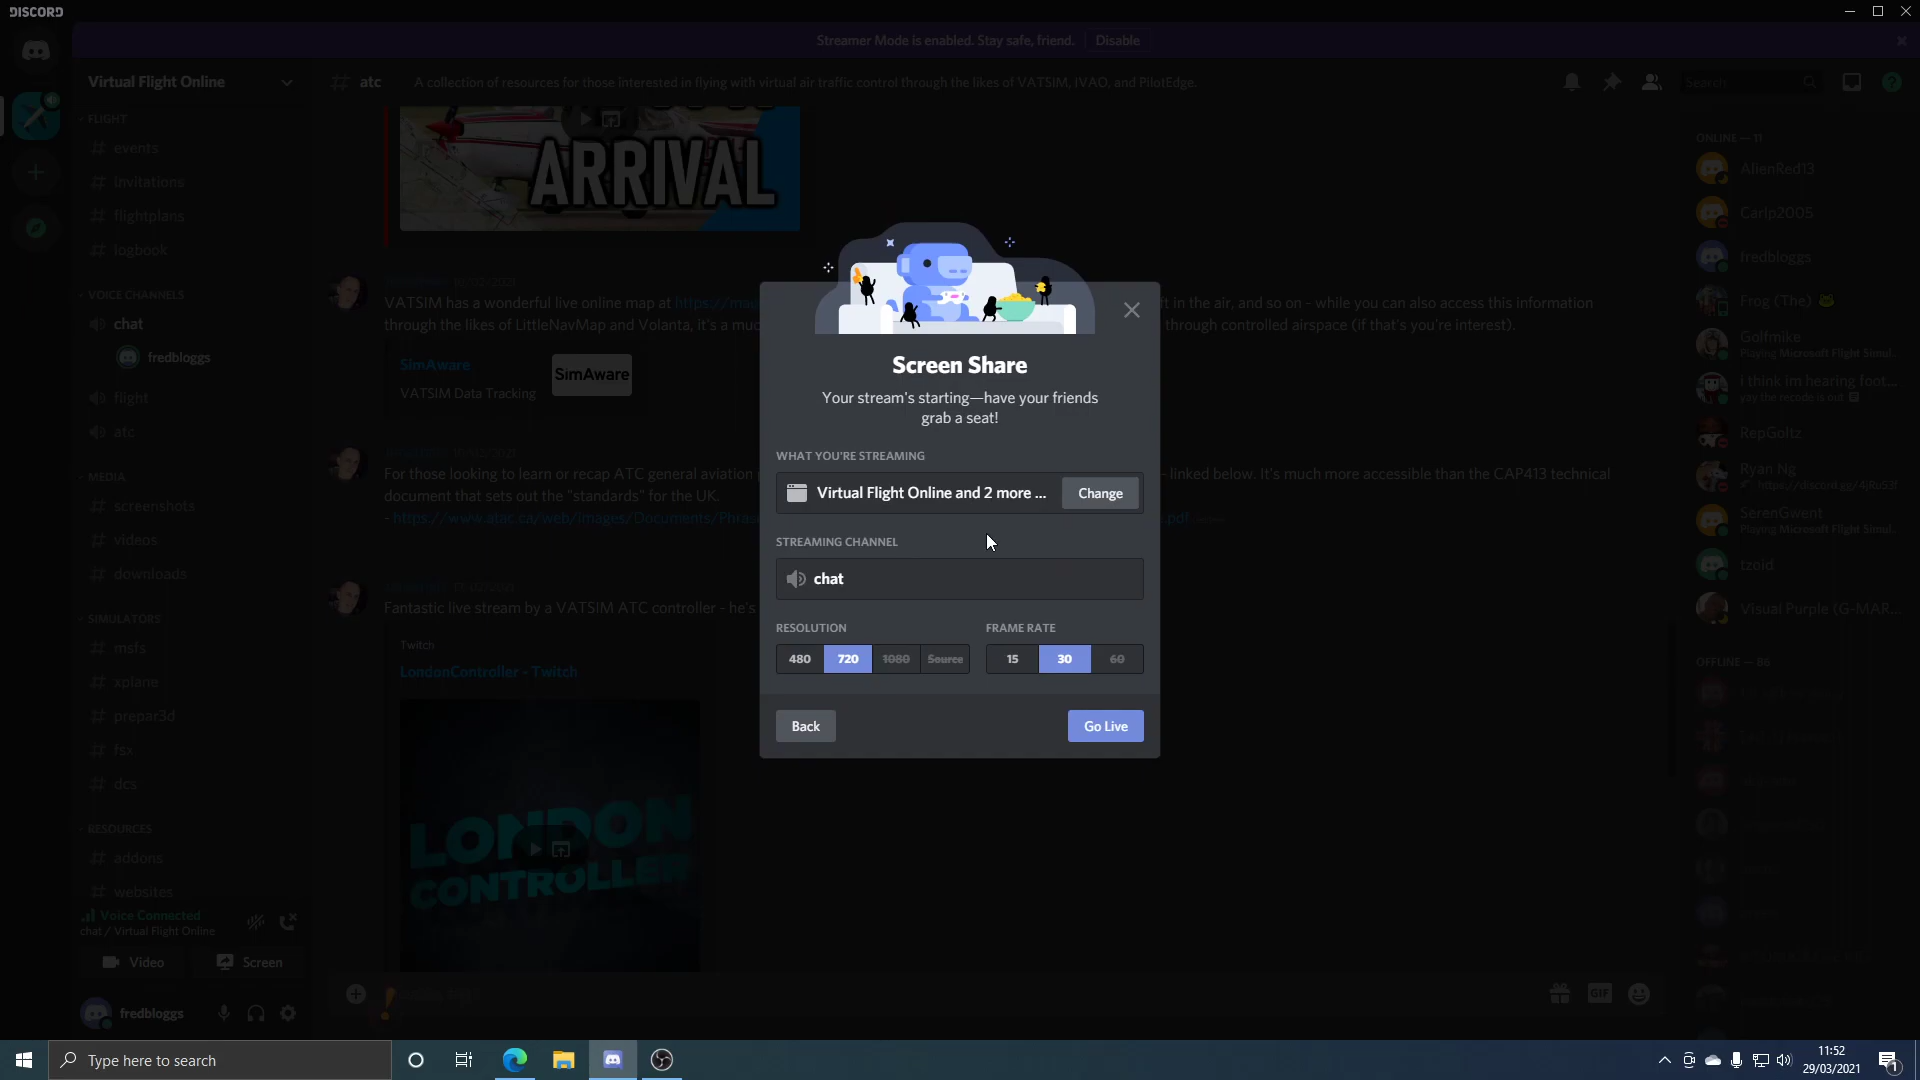 DISCORD
Streamer Mode is enabled. Stay safe, friend.
Disable
Virtual Flight Online
atc
A collection of resources for those interested in flying with virtual air traffic control through the likes of VATSIM, IVAO, and PilotEdge.
Search
FLIGHT
events
invitations
flightplans
logbook
VOICE CHANNELS
chat
fredbloggs
flight
atc
MEDIA
screenshots
videos
downloads
SIMULATORS
msfs
xplane
prepar3d
fsx
dcs
RESOURCES
addons
websites
Voice Connected
chat / Virtual Flight Online
Video
Screen
fredbloggs
ARRIVAL
VATSIM has a wonderful live online map at
ft in the air, and so on - while you can also access this information
through the likes of LittleNavMap and Volanta, it's a
through controlled airspace (if that's you're interest).
SimAware
SimAware
VATSIM Data Tracking
For those looking to learn or recap ATC general aviation
- linked below. It's much more accessible than the CAP413 technical
document that sets out the "standards" for the UK.
Fantastic live stream by a VATSIM ATC controller - he's
Twitch
LondonController - Twitch
LONDON
CONTROLLER
Screen Share
Your stream's starting—have your friends
grab a seat!
WHAT YOU'RE STREAMING
Virtual Flight Online and 2 more ...
Change
STREAMING CHANNEL
chat
RESOLUTION
FRAME RATE
480
720
1080
Source
15
30
60
Back
Go Live
GIF
ONLINE — 11
AlienRed13
Carlp2005
fredbloggs
Frog (The)
Golfmike
Playing Microsoft Flight Simul...
I think im hearing font...
yay the recode is out
RepGoltz
Ryan Ng
SerenGwent
Playing Microsoft Flight Simul...
tzoid
Visual Purple (G-MAR...
OFFLINE — 86
Type here to search
11:52
29/03/2021
1